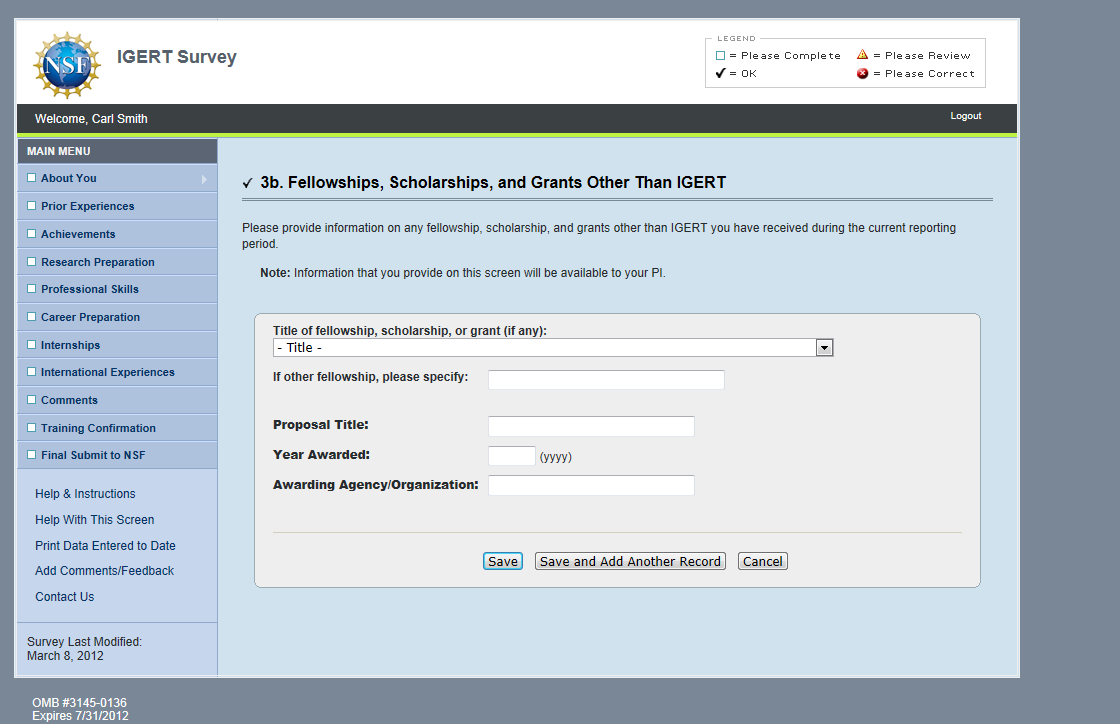 NSF
IGERT Survey
LEGEND
= Please Complete
= Please Review
= OK
= Please Correct
Welcome, Carl Smith
Logout
MAIN MENU
About You
Prior Experiences
Achievements
Research Preparation
Professional Skills
Career Preparation
Internships
International Experiences
Comments
Training Confirmation
Final Submit to NSF
Help & Instructions
Help With This Screen
Print Data Entered to Date
Add Comments/Feedback
Contact Us
Survey Last Modified:
March 8, 2012
3b. Fellowships, Scholarships, and Grants Other Than IGERT
Please provide information on any fellowship, scholarship, and grants other than IGERT you have received during the current reporting
period.
Note: Information that you provide on this screen will be available to your PI.
Title of fellowship, scholarship, or grant (if any):
- Title -
If other fellowship, please specify:
Proposal Title:
Year Awarded:
(yyyy)
Awarding Agency/Organization:
Save
Save and Add Another Record
Cancel
OMB #3145-0136
Expires 7/31/2012